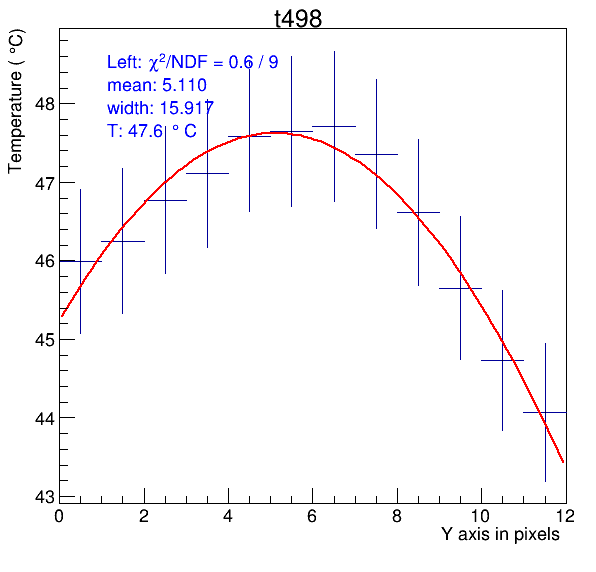 t498
Temperature ( °C)
Left: χ²/NDF = 0.6 / 9
mean: 5.110
width: 15.917
T: 47.6 ° C
48
47
46
45
44
43
0 2 4 6 8 10 12
Y axis in pixels